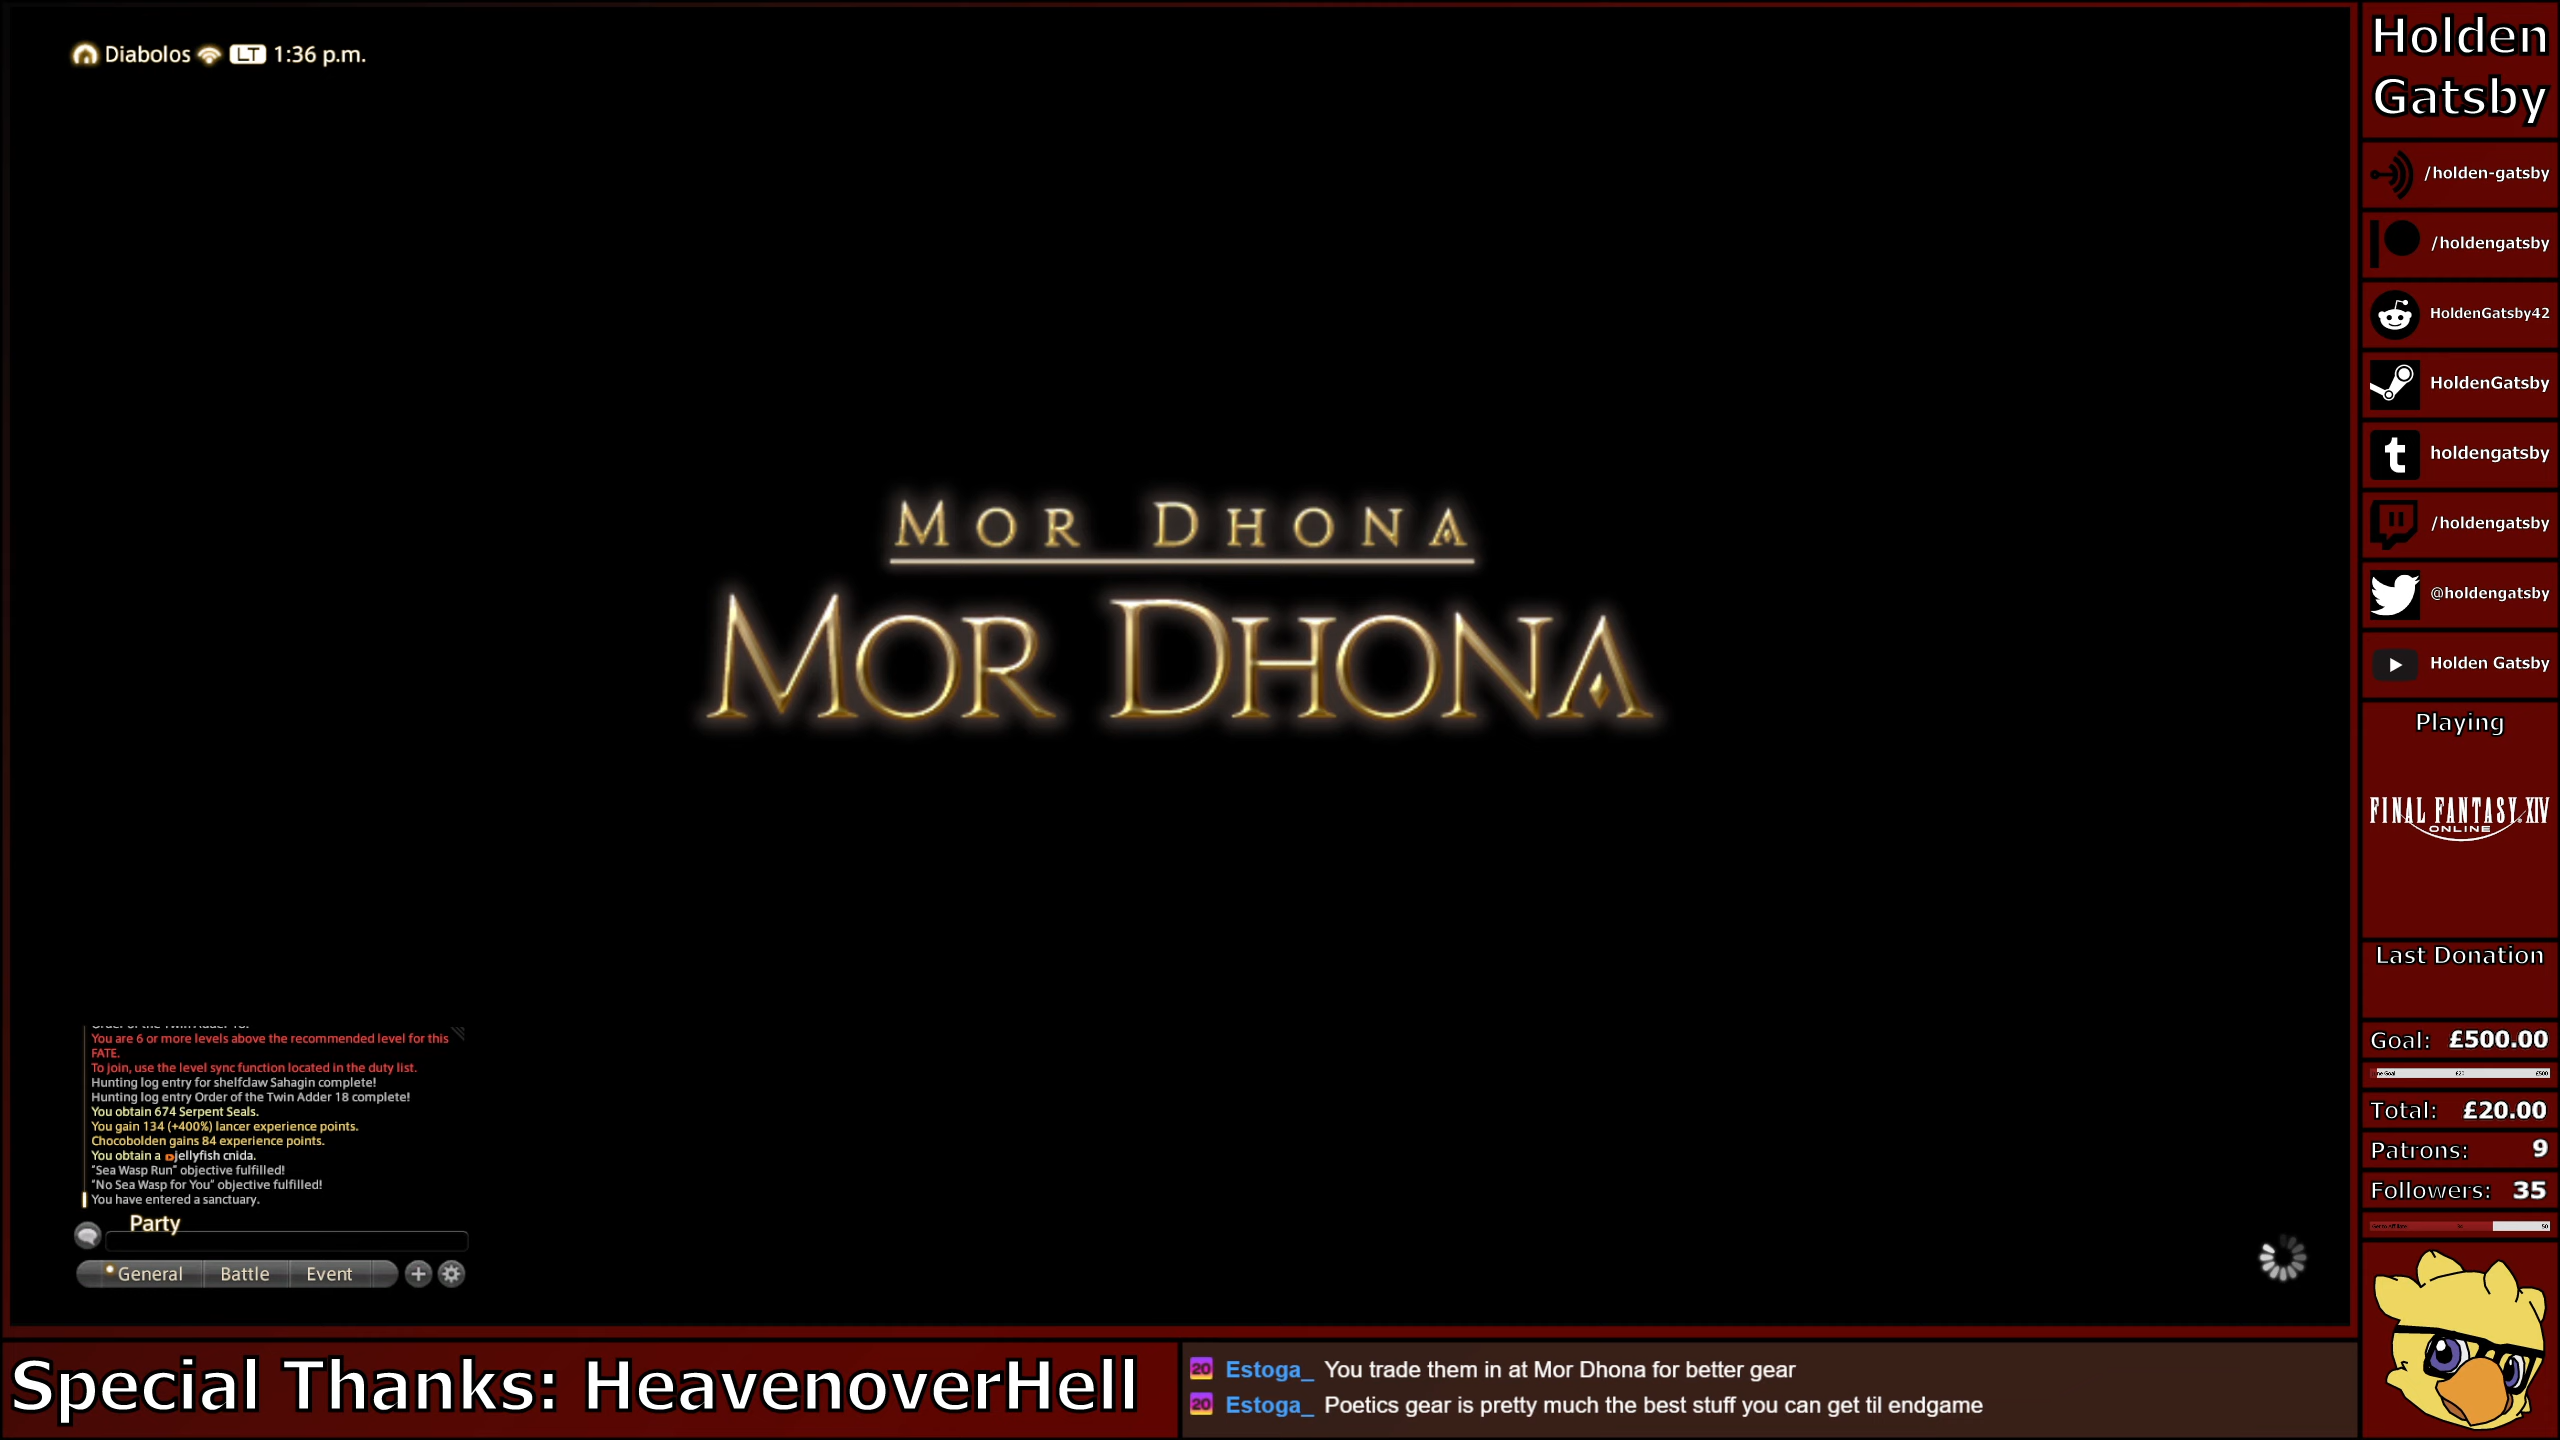 Diabolos LT 1:36 p.m.
MOR DHONA
MOR DHONA
You are 6 or more levels above the recommended level for this
FATE.
To join, use the level sync function located in the duty list.
Hunting log entry for shelfclaw Sahagin complete!
Hunting log entry Order of the Twin Adder 18 complete!
You obtain 674 Serpent Seals.
You gain 134 (+400%) lancer experience points.
Chocobolden gains 84 experience points.
You obtain a jellyfish cnida.
"Sea Wasp Run" objective fulfilled!
"No Sea Wasp for You" objective fulfilled!
You have entered a sanctuary.
Party
General Battle Event
Special Thanks: HeavenoverHell
20 Estoga_ You trade them in at Mor Dhona for better gear
20 Estoga_ Poetics gear is pretty much the best stuff you can get til endgame
Holden
Gatsby
/holden-gatsby
/holdengatsby
HoldenGatsby42
HoldenGatsby
holdengatsby
/holdengatsby
@holdengatsby
Holden Gatsby
Playing
FINAL FANTASY XIV
ONLINE
Last Donation
Goal: £500.00
£500
Total: £20.00
Patrons: 9
Followers: 35
50